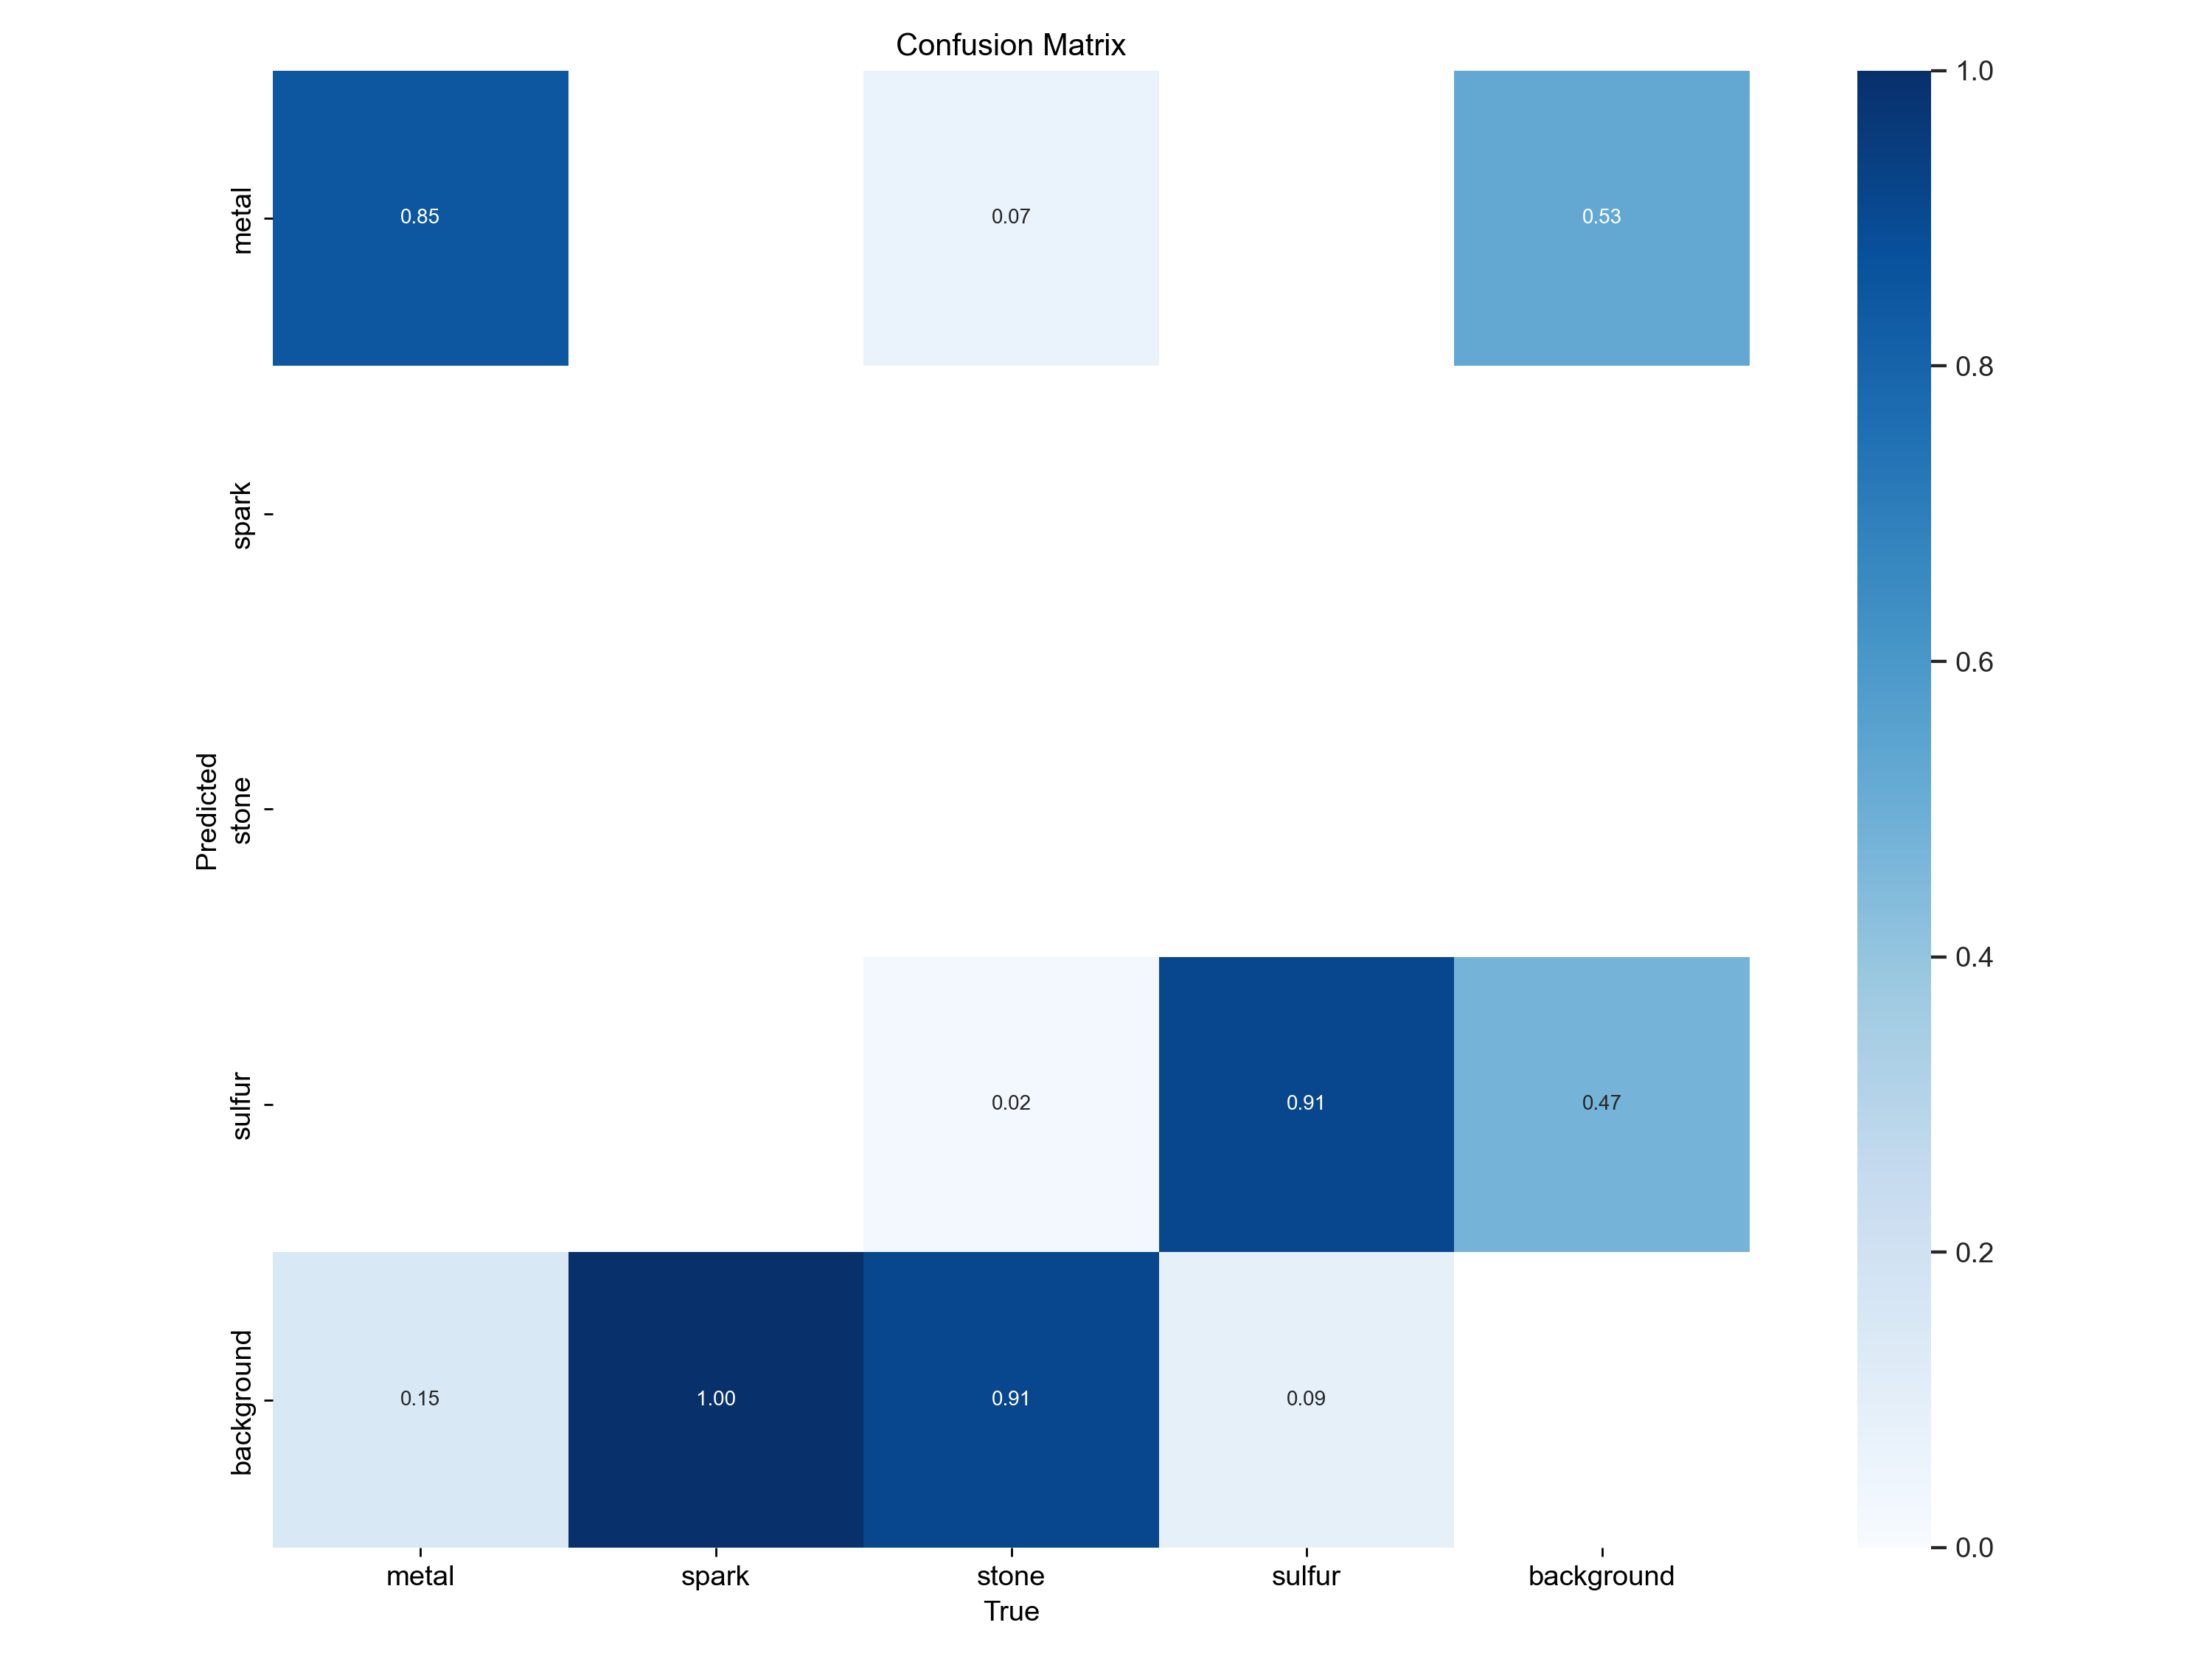 Confusion Matrix
metal
spark
stone
sulfur
background
Predicted
0.85
0.07
0.53
0.02
0.91
0.47
0.15
1.00
0.91
0.09
metal
spark
stone
sulfur
background
True
1.0
0.8
0.6
0.4
0.2
0.0